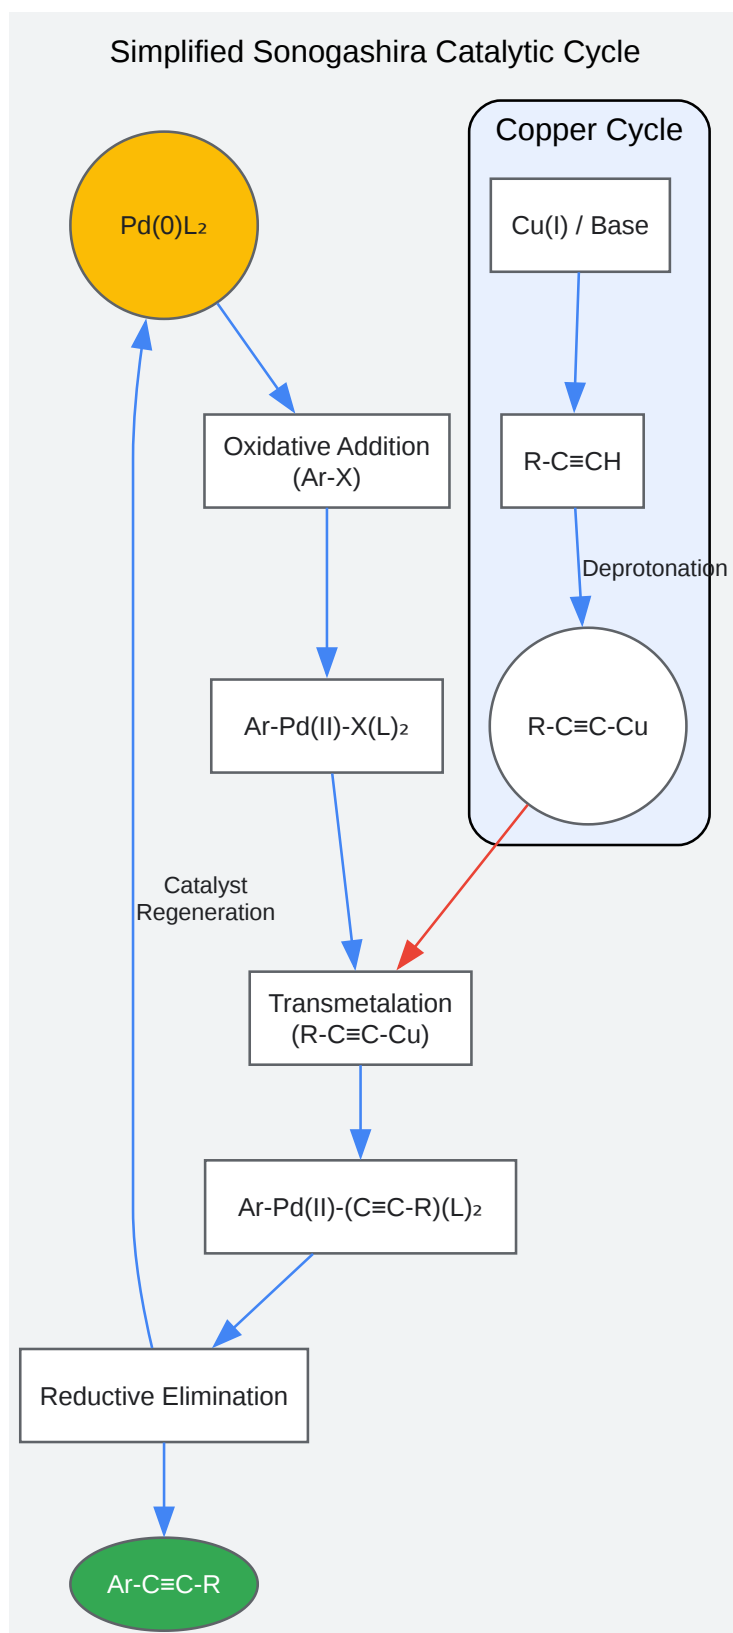 Simplified Sonogashira Catalytic Cycle
Copper Cycle
Pd(0)L₂
Cu(I) / Base
Oxidative Addition
(Ar-X)
R-C≡CH
Deprotonation
Ar-Pd(II)-X(L)₂
R-C≡C-Cu
Catalyst
Regeneration
Transmetalation
(R-C≡C-Cu)
Ar-Pd(II)-(C≡C-R)(L)₂
Reductive Elimination
Ar-C≡C-R